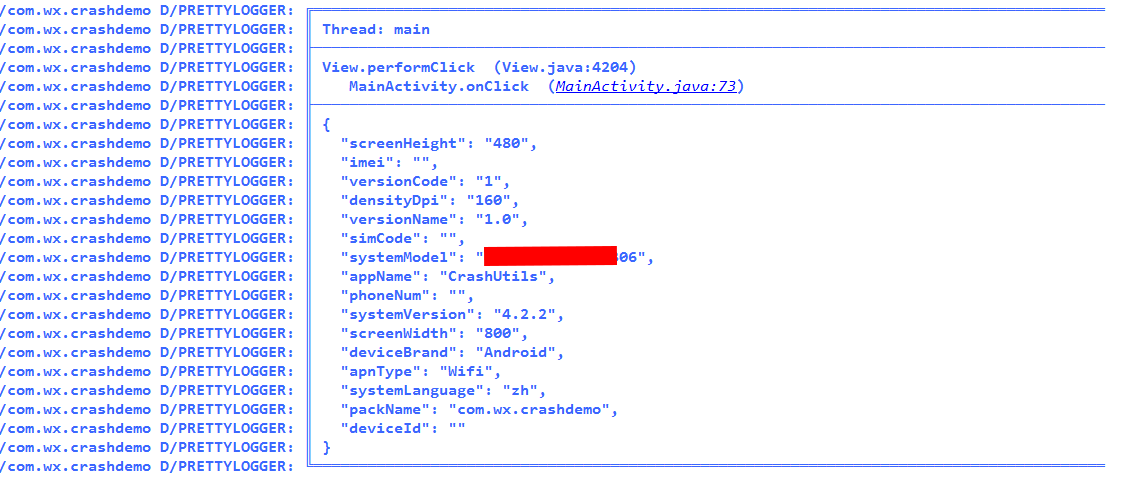 /com.wx.crashdemo D/PRETTYLOGGER:
/com.wx.crashdemo D/PRETTYLOGGER: Thread: main
/com.wx.crashdemo D/PRETTYLOGGER:
/com.wx.crashdemo D/PRETTYLOGGER: View.performClick  (View.java:4204)
/com.wx.crashdemo D/PRETTYLOGGER:    MainActivity.onClick  (MainActivity.java:73)
/com.wx.crashdemo D/PRETTYLOGGER:
/com.wx.crashdemo D/PRETTYLOGGER: {
/com.wx.crashdemo D/PRETTYLOGGER:   "screenHeight": "480",
/com.wx.crashdemo D/PRETTYLOGGER:   "imei": "",
/com.wx.crashdemo D/PRETTYLOGGER:   "versionCode": "1",
/com.wx.crashdemo D/PRETTYLOGGER:   "densityDpi": "160",
/com.wx.crashdemo D/PRETTYLOGGER:   "versionName": "1.0",
/com.wx.crashdemo D/PRETTYLOGGER:   "simCode": "",
/com.wx.crashdemo D/PRETTYLOGGER:   "systemModel": "06",
/com.wx.crashdemo D/PRETTYLOGGER:   "appName": "CrashUtils",
/com.wx.crashdemo D/PRETTYLOGGER:   "phoneNum": "",
/com.wx.crashdemo D/PRETTYLOGGER:   "systemVersion": "4.2.2",
/com.wx.crashdemo D/PRETTYLOGGER:   "screenWidth": "800",
/com.wx.crashdemo D/PRETTYLOGGER:   "deviceBrand": "Android",
/com.wx.crashdemo D/PRETTYLOGGER:   "apnType": "Wifi",
/com.wx.crashdemo D/PRETTYLOGGER:   "systemLanguage": "zh",
/com.wx.crashdemo D/PRETTYLOGGER:   "packName": "com.wx.crashdemo",
/com.wx.crashdemo D/PRETTYLOGGER:   "deviceId": ""
/com.wx.crashdemo D/PRETTYLOGGER: }
/com.wx.crashdemo D/PRETTYLOGGER: